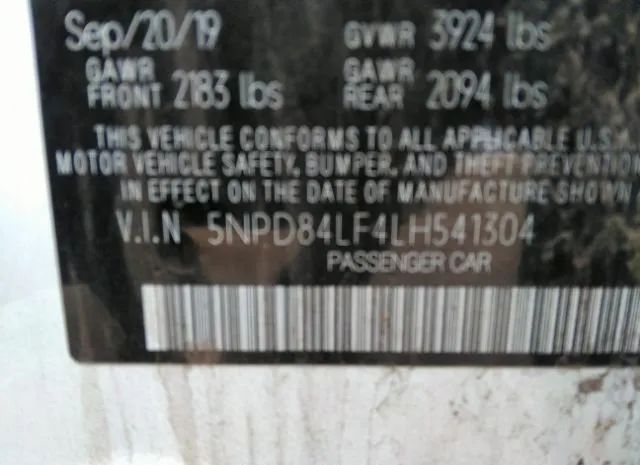 Sep/20/19 GVWR 3924 lbs
GAWR FRONT 2183 lbs GAWR REAR 2094 lbs
THIS VEHICLE CONFORMS TO ALL APPLICABLE U.S.
MOTOR VEHICLE SAFETY, BUMPER, AND THEFT PREVENTION
IN EFFECT ON THE DATE OF MANUFACTURE SHOWN
V.I.N 5NPD84LF4LH541304
PASSENGER CAR